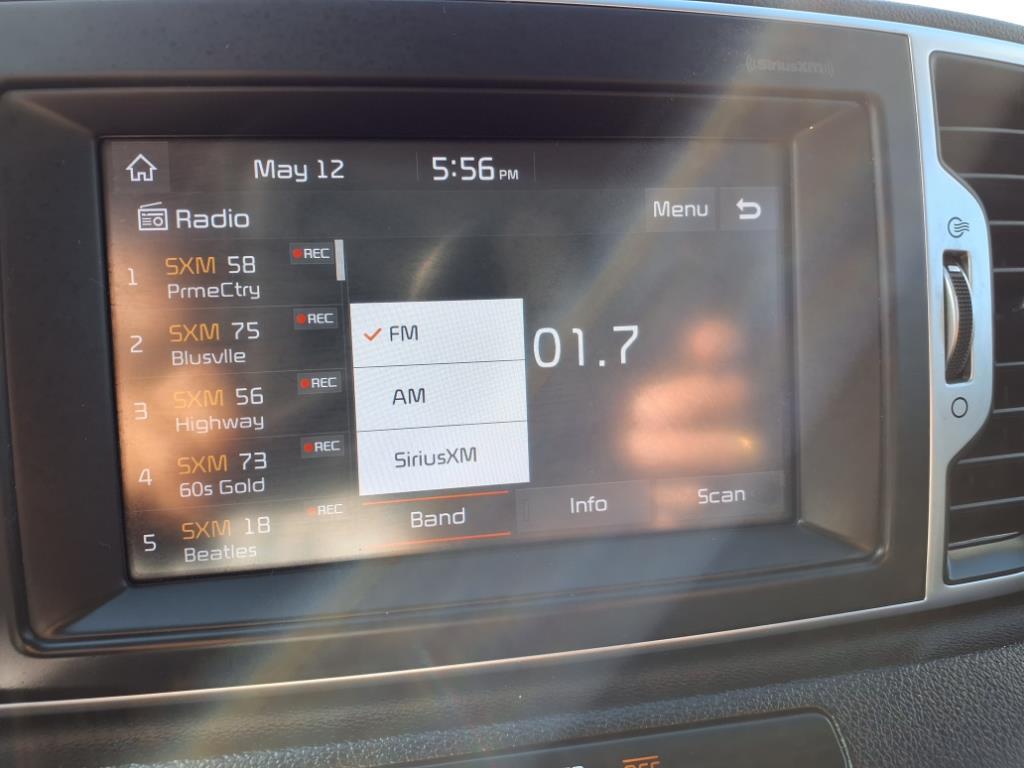 ((SiriusXM))
May 12 5:56 PM
Radio Menu
1 SXM 58 REC
PrmeCtry
2 SXM 75 REC
Blusvlle
3 SXM 56 REC
Highway
4 SXM 73 REC
60s Gold
5 SXM 18 REC
Beatles
FM
AM
SiriusXM
01.7
Band Info Scan
OFF